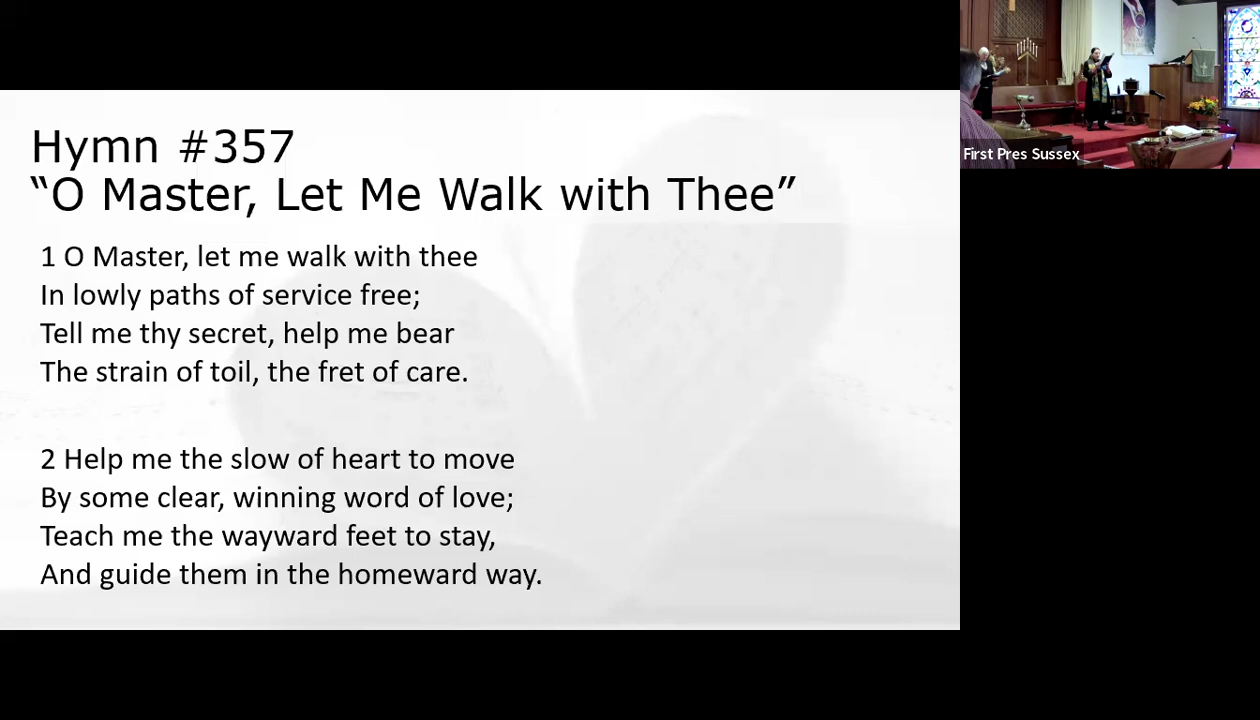 Hymn #357
“O Master, Let Me Walk with Thee”
1 O Master, let me walk with thee
In lowly paths of service free;
Tell me thy secret, help me bear
The strain of toil, the fret of care.
2 Help me the slow of heart to move
By some clear, winning word of love;
Teach me the wayward feet to stay,
And guide them in the homeward way.
First Pres Sussex